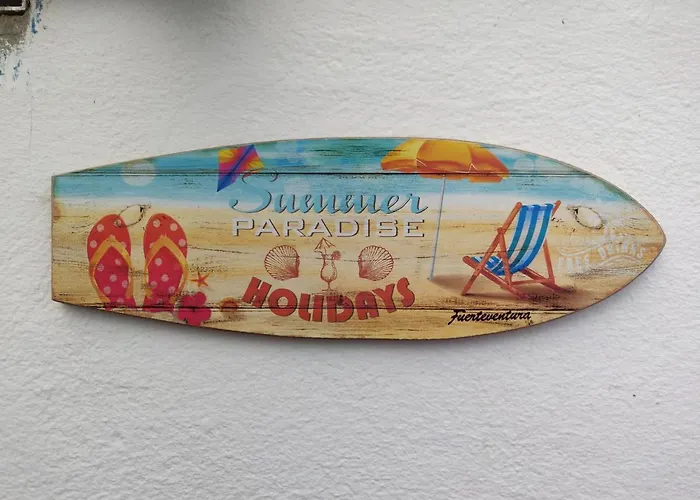 Summer
PARADISE
HOLIDAYS
Fuerteventura